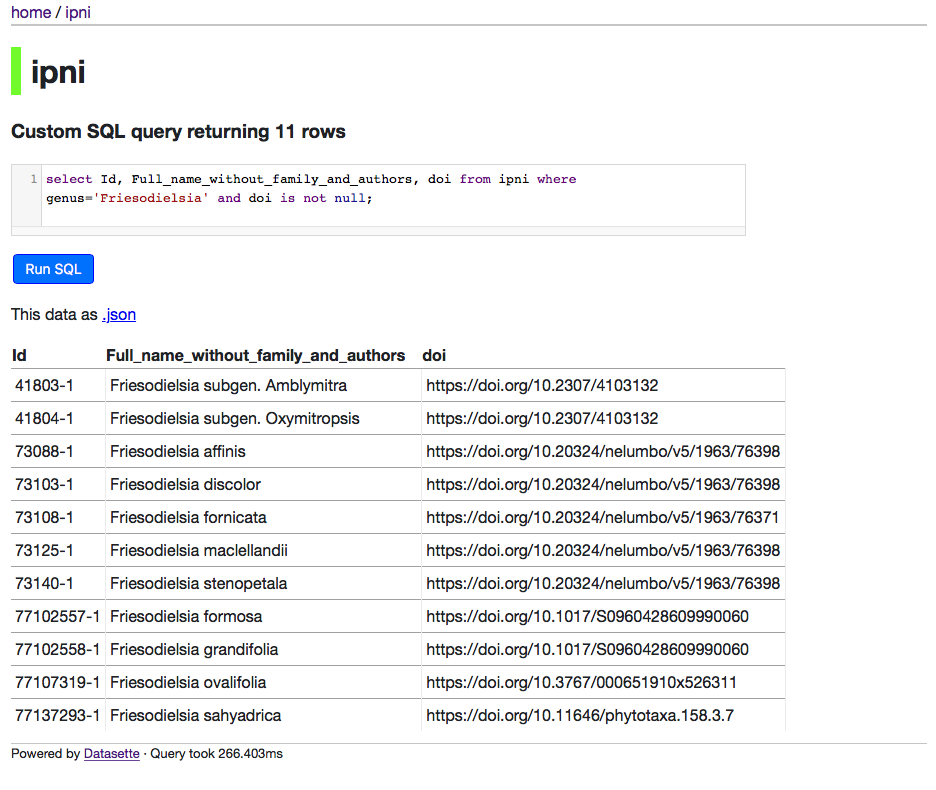 home / ipni
ipni
Custom SQL query returning 11 rows
1 select Id, Full_name_without_family_and_authors, doi from ipni where
genus='Friesodielsia' and doi is not null;
Run SQL
This data as .json
Id Full_name_without_family_and_authors doi
41803-1 Friesodielsia subgen. Amblymitra https://doi.org/10.2307/4103132
41804-1 Friesodielsia subgen. Oxymitropsis https://doi.org/10.2307/4103132
73088-1 Friesodielsia affinis https://doi.org/10.20324/nelumbo/v5/1963/76398
73103-1 Friesodielsia discolor https://doi.org/10.20324/nelumbo/v5/1963/76398
73108-1 Friesodielsia fornicata https://doi.org/10.20324/nelumbo/v5/1963/76371
73125-1 Friesodielsia maclellandii https://doi.org/10.20324/nelumbo/v5/1963/76398
73140-1 Friesodielsia stenopetala https://doi.org/10.20324/nelumbo/v5/1963/76398
77102557-1 Friesodielsia formosa https://doi.org/10.1017/S0960428609990060
77102558-1 Friesodielsia grandifolia https://doi.org/10.1017/S0960428609990060
77107319-1 Friesodielsia ovalifolia https://doi.org/10.3767/000651910x526311
77137293-1 Friesodielsia sahyadrica https://doi.org/10.11646/phytotaxa.158.3.7
Powered by Datasette · Query took 266.403ms